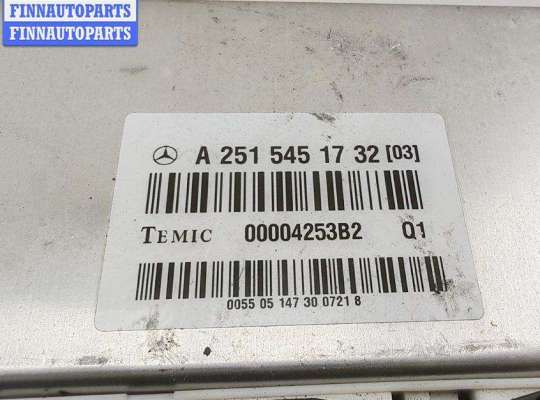 FINNAUTOPARTS
FINNAUTOPARTS
A 251 545 17 32 [03]
TEMIC 00004253B2 Q1
0055 05 147 30 0721 8